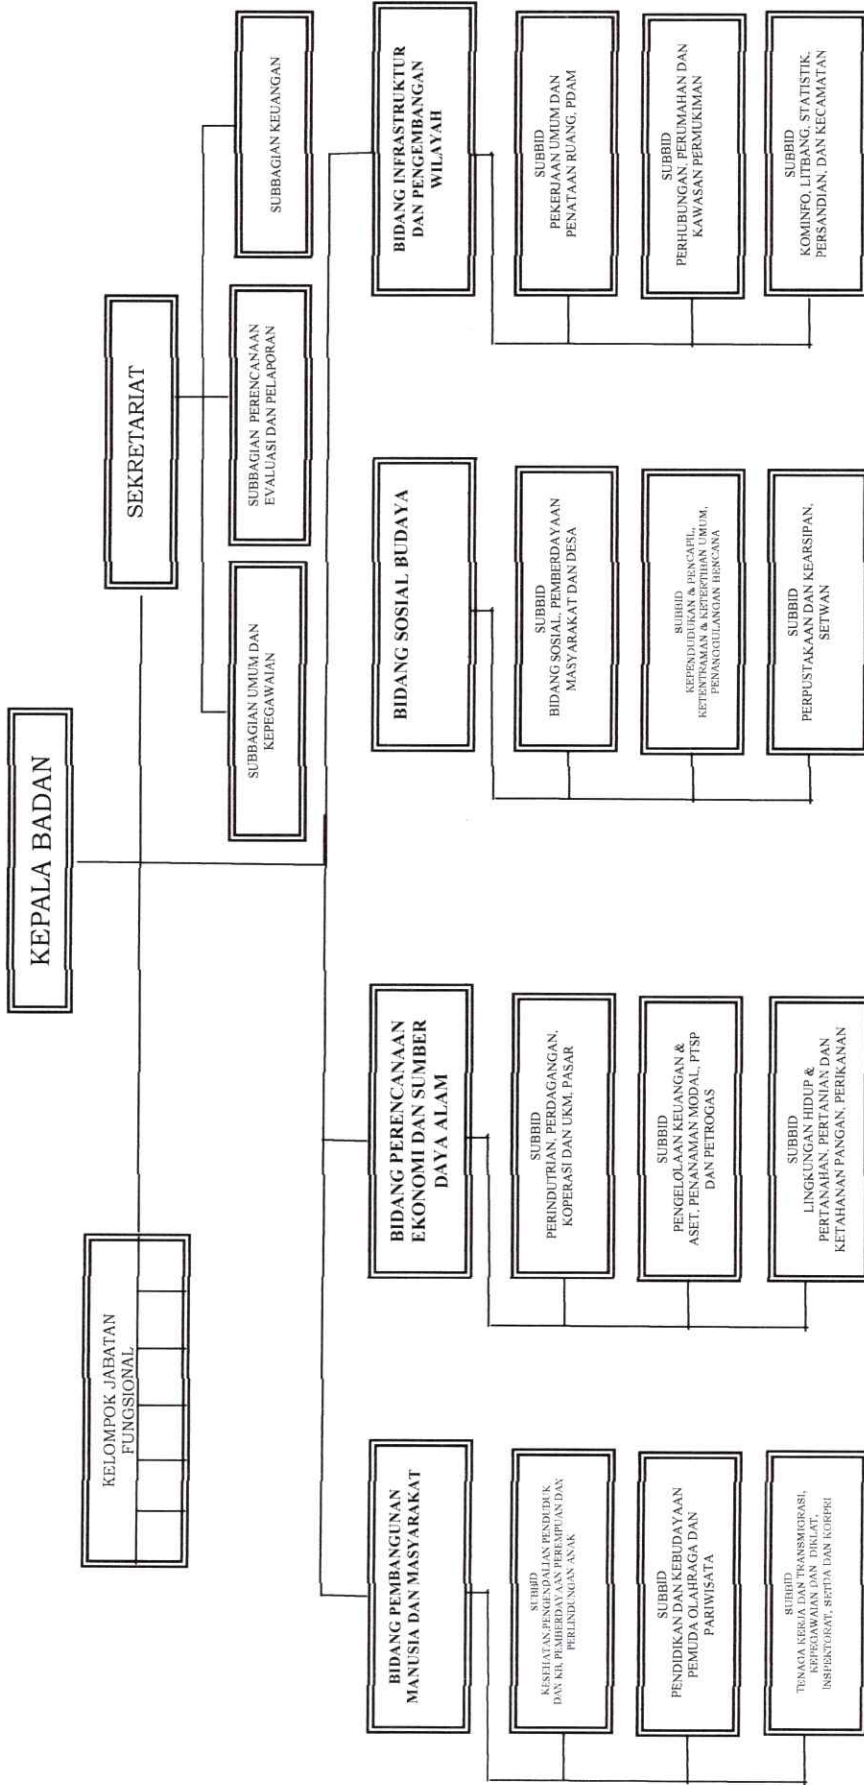 KEPALA BADAN
KELOMPOK JABATAN
FUNGSIONAL
SEKRETARIAT
SUBBAGIAN UMUM DAN
KEPEGAWAIAN
SUBBAGIAN PERENCANAAN
EVALUASI DAN PELAPORAN
SUBBAGIAN KEUANGAN
BIDANG PEMBANGUNAN
MANUSIA DAN MASYARAKAT
SUBBID
KESEHATAN,PENGENDALIAN PENDUDUK
DAN KB, PEMBERDAYAAN PEREMPUAN DAN
PERLINDUNGAN ANAK
SUBBID
PENDIDIKAN DAN KEBUDAYAAN
PEMUDA OLAHRAGA DAN
PARIWISATA
SUBBID
TENAGA KERJA DAN TRANSMIGRASI,
KEPEGAWAIAN DAN DIKLAT,
INSPEKTORAT, SETDA DAN KORPRI
BIDANG PERENCANAAN
EKONOMI DAN SUMBER
DAYA ALAM
SUBBID
PERINDUTRIAN, PERDAGANGAN,
KOPERASI DAN UKM, PASAR
SUBBID
PENGELOLAAN KEUANGAN &
ASET, PENANAMAN MODAL, PTSP
DAN PETROGAS
SUBBID
LINGKUNGAN HIDUP &
PERTANAHAN, PERTANIAN DAN
KETAHANAN PANGAN, PERIKANAN
BIDANG SOSIAL BUDAYA
SUBBID
BIDANG SOSIAL, PEMBERDAYAAN
MASYARAKAT DAN DESA
SUBBID
KEPENDUDUKAN & PENCAPIL,
KETENTRAMAN & KETERTIBAN UMUM,
PENANGGULANGAN BENCANA
SUBBID
PERPUSTAKAAN DAN KEARSIPAN,
SETWAN
BIDANG INFRASTRUKTUR
DAN PENGEMBANGAN
WILAYAH
SUBBID
PEKERJAAN UMUM DAN
PENATAAN RUANG, PDAM
SUBBID
PERHUBUNGAN, PERUMAHAN DAN
KAWASAN PERMUKIMAN
SUBBID
KOMINFO, LITBANG, STATISTIK,
PERSANDIAN, DAN KECAMATAN